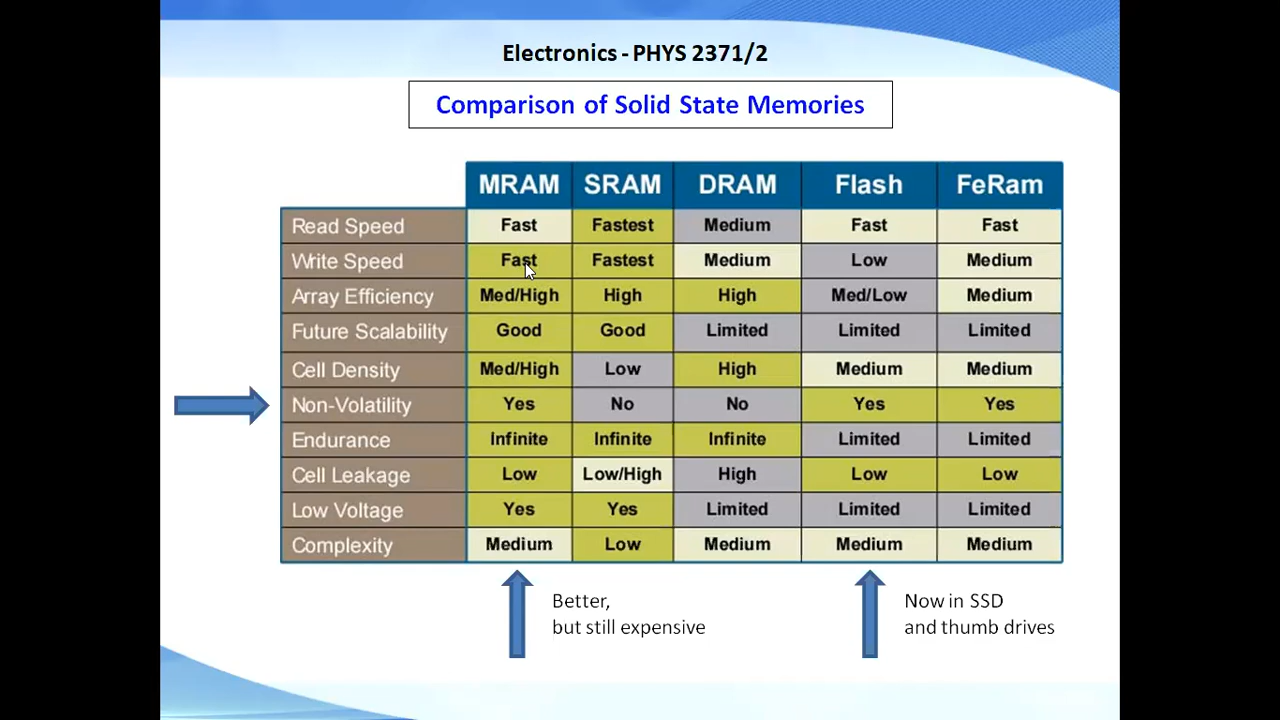 Electronics - PHYS 2371/2
Comparison of Solid State Memories
MRAM SRAM DRAM Flash FeRam
Read Speed Fast Fastest Medium Fast Fast
Write Speed Fast Fastest Medium Low Medium
Array Efficiency Med/High High High Med/Low Medium
Future Scalability Good Good Limited Limited Limited
Cell Density Med/High Low High Medium Medium
Non-Volatility Yes No No Yes Yes
Endurance Infinite Infinite Infinite Limited Limited
Cell Leakage Low Low/High High Low Low
Low Voltage Yes Yes Limited Limited Limited
Complexity Medium Low Medium Medium Medium
Better,
but still expensive
Now in SSD
and thumb drives